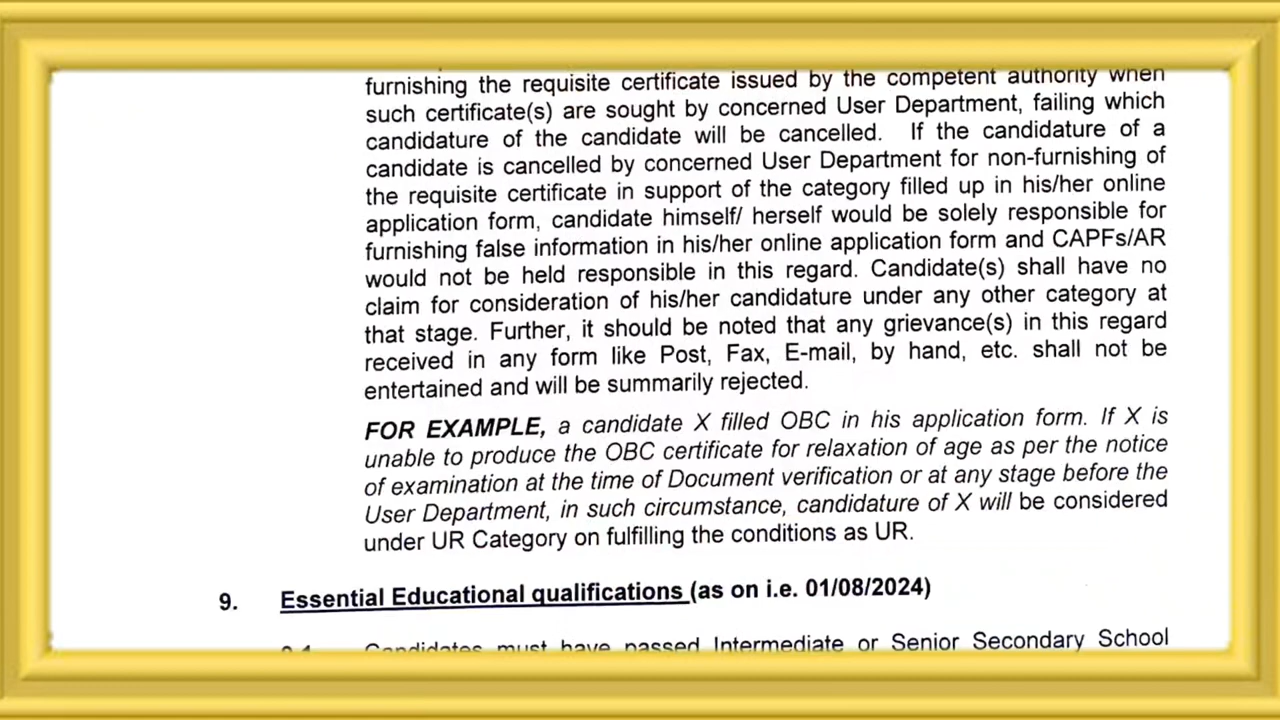 furnishing the requisite certificate issued by the competent authority when
such certificate(s) are sought by concerned User Department, failing which
candidature of the candidate will be cancelled. If the candidature of a
candidate is cancelled by concerned User Department for non-furnishing of
the requisite certificate in support of the category filled up in his/her online
application form, candidate himself/ herself would be solely responsible for
furnishing false information in his/her online application form and CAPFs/AR
would not be held responsible in this regard. Candidate(s) shall have no
claim for consideration of his/her candidature under any other category at
that stage. Further, it should be noted that any grievance(s) in this regard
received in any form like Post, Fax, E-mail, by hand, etc. shall not be
entertained and will be summarily rejected.
FOR EXAMPLE, a candidate X filled OBC in his application form. If X is
unable to produce the OBC certificate for relaxation of age as per the notice
of examination at the time of Document verification or at any stage before the
User Department, in such circumstance, candidature of X will be considered
under UR Category on fulfilling the conditions as UR.
9. Essential Educational qualifications (as on i.e. 01/08/2024)
Candidates must have passed Intermediate or Senior Secondary School